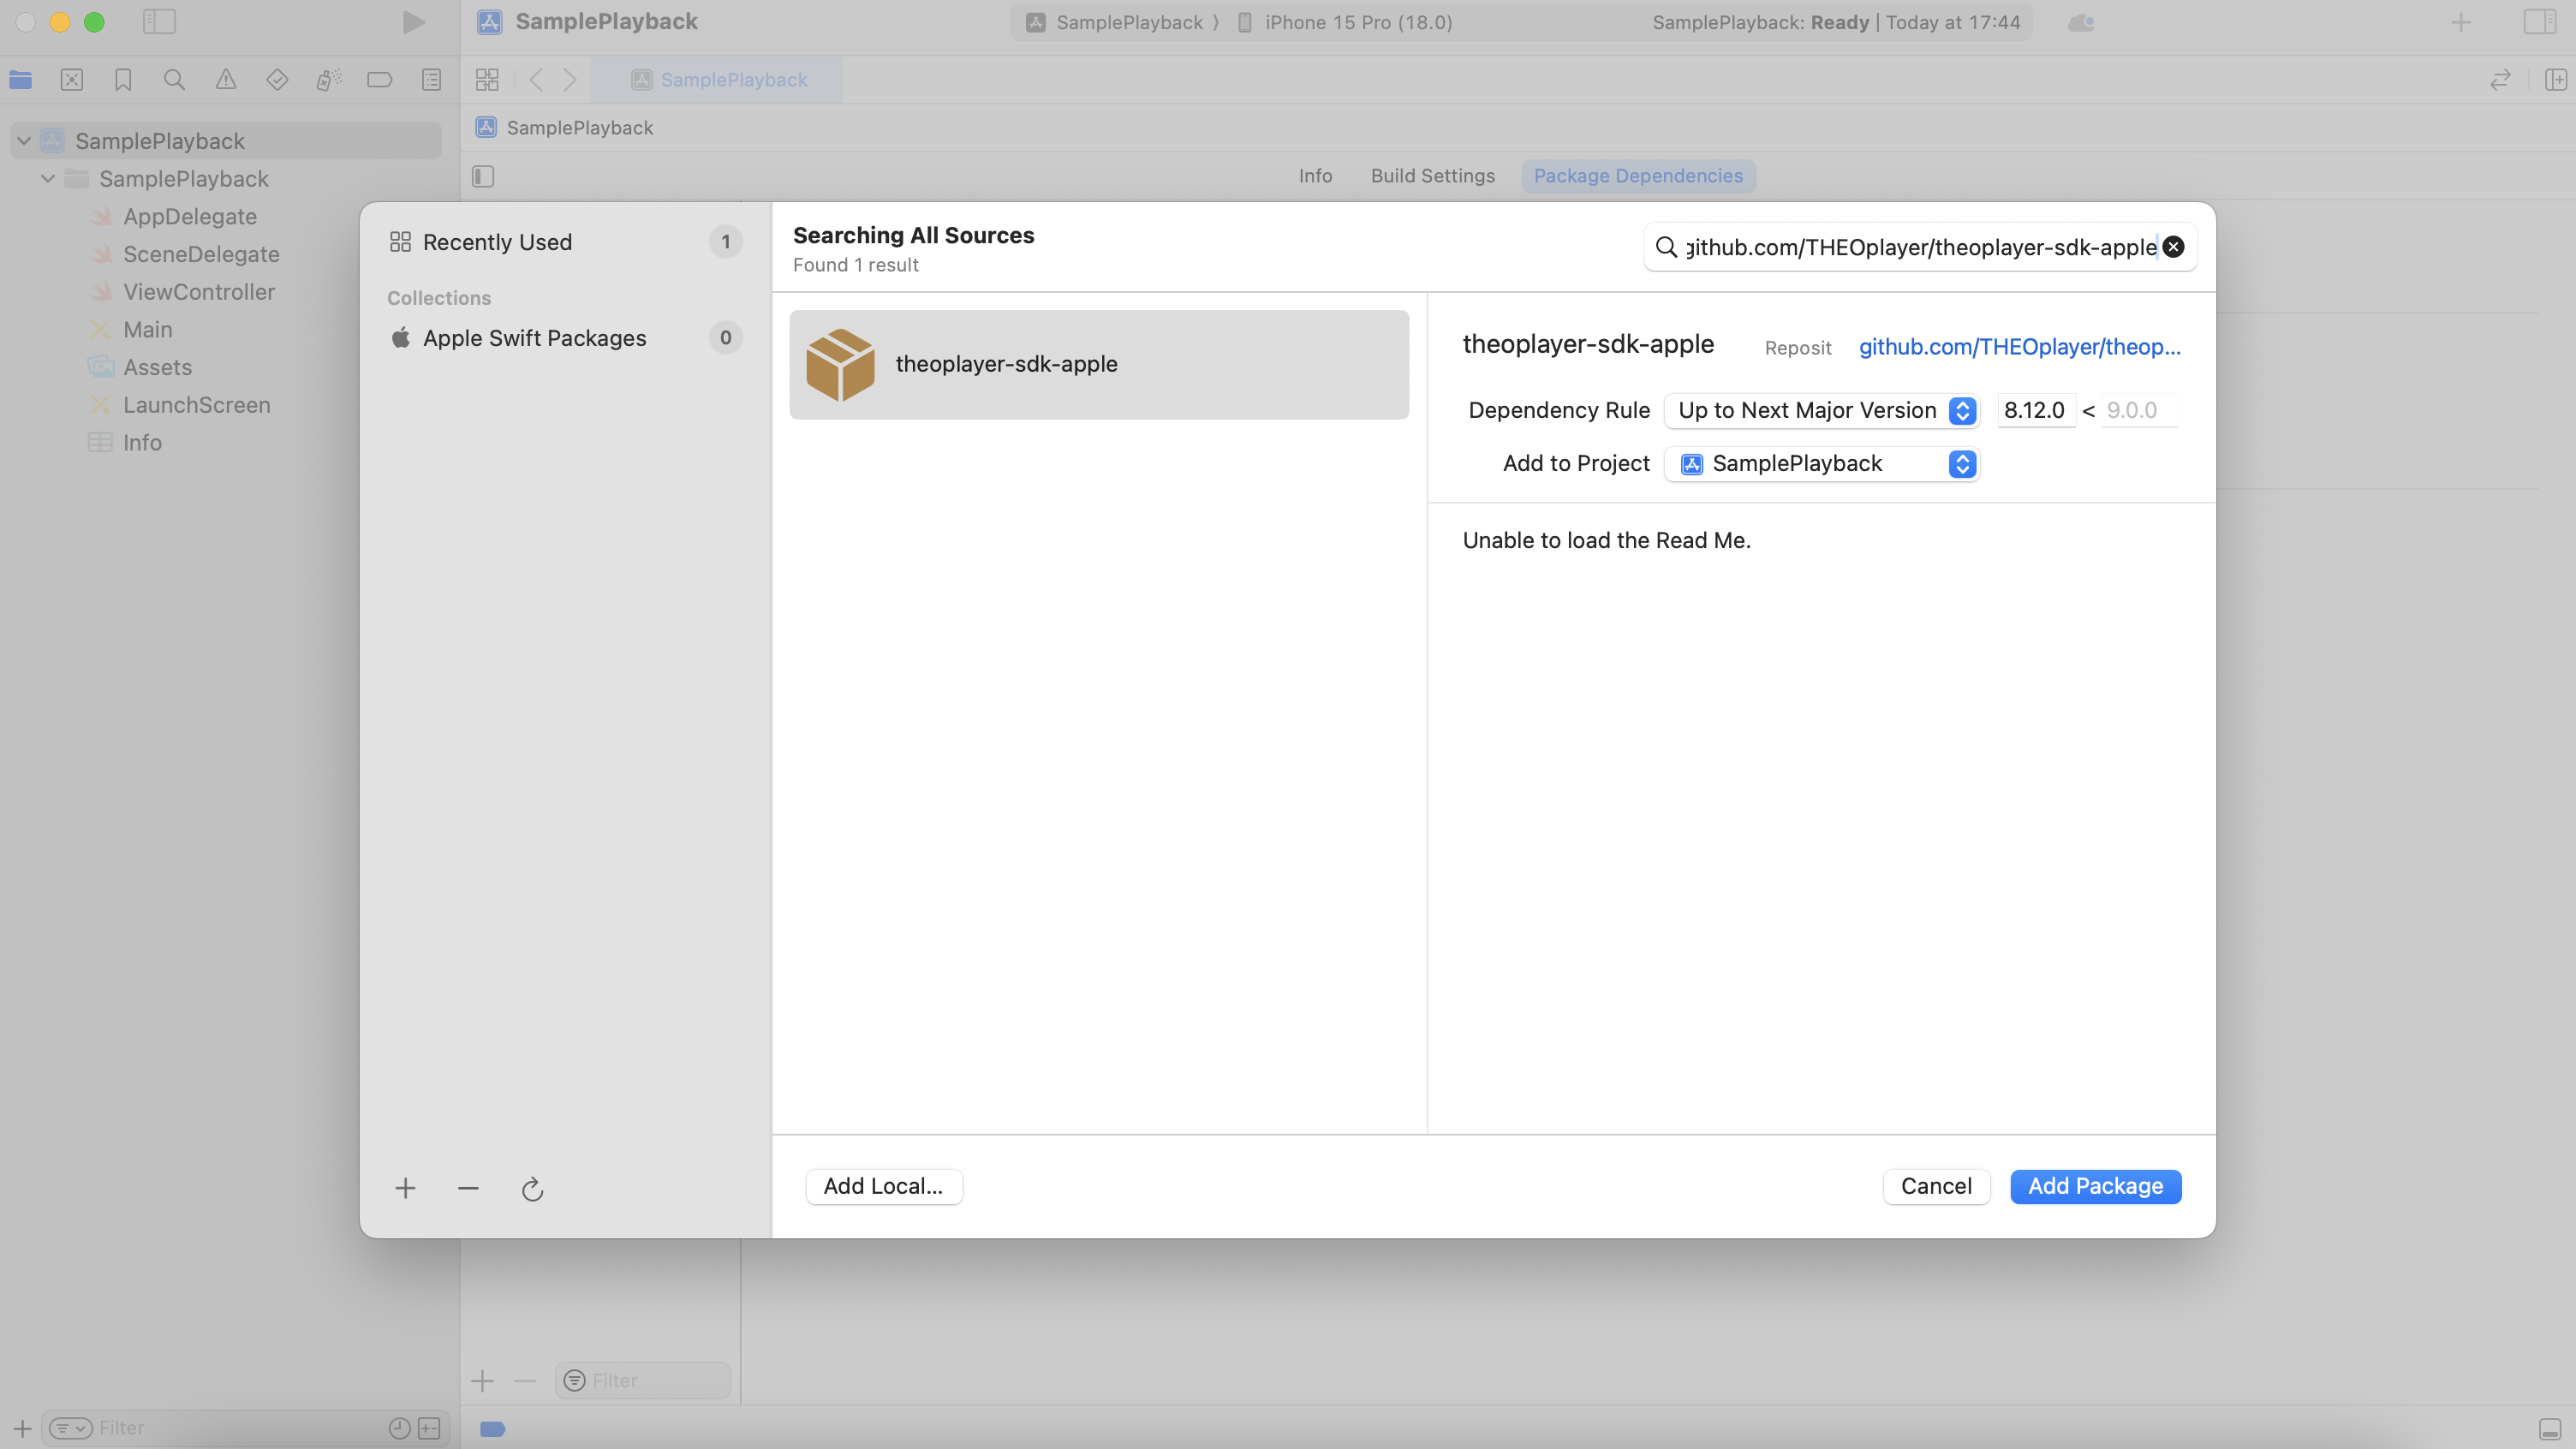 SamplePlayback
SamplePlayback
iPhone 15 Pro (18.0)
SamplePlayback: Ready | Today at 17:44
SamplePlayback
SamplePlayback
SamplePlayback
Info
Build Settings
Package Dependencies
SamplePlayback
AppDelegate
SceneDelegate
ViewController
Main
Assets
LaunchScreen
Info
Recently Used
1
Collections
Apple Swift Packages
0
Searching All Sources
Found 1 result
github.com/THEOplayer/theoplayer-sdk-apple
theoplayer-sdk-apple
theoplayer-sdk-apple
Reposit
github.com/THEOplayer/theop...
Dependency Rule
Up to Next Major Version
8.12.0 < 9.0.0
Add to Project
SamplePlayback
Unable to load the Read Me.
Add Local...
Cancel
Add Package
Filter
Filter